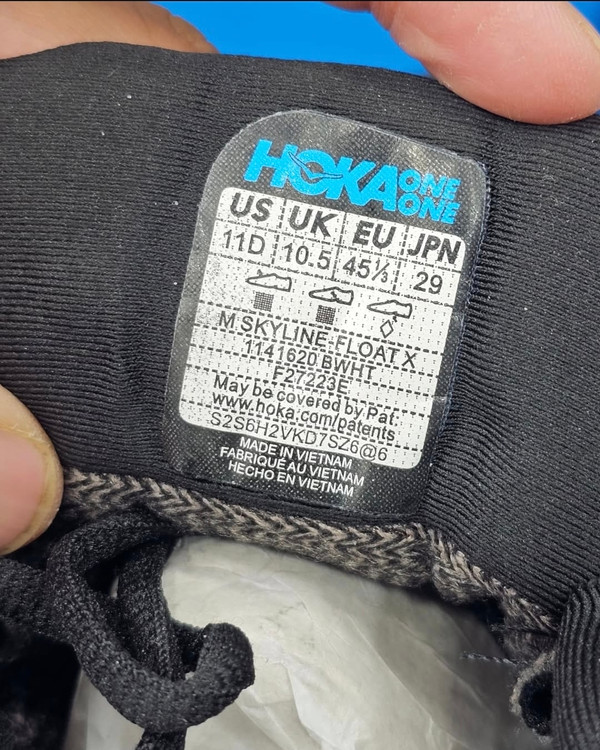 HOKA ONE ONE
US UK EU JPN
11D 10.5 45⅓ 29
M SKYLINE-FLOAT X
1141620 BWHT
F27223E
May be covered by Pat.
www.hoka.com/patents
S2S6H2VKD7SZ6@6
MADE IN VIETNAM
FABRIQUÉ AU VIETNAM
HECHO EN VIETNAM